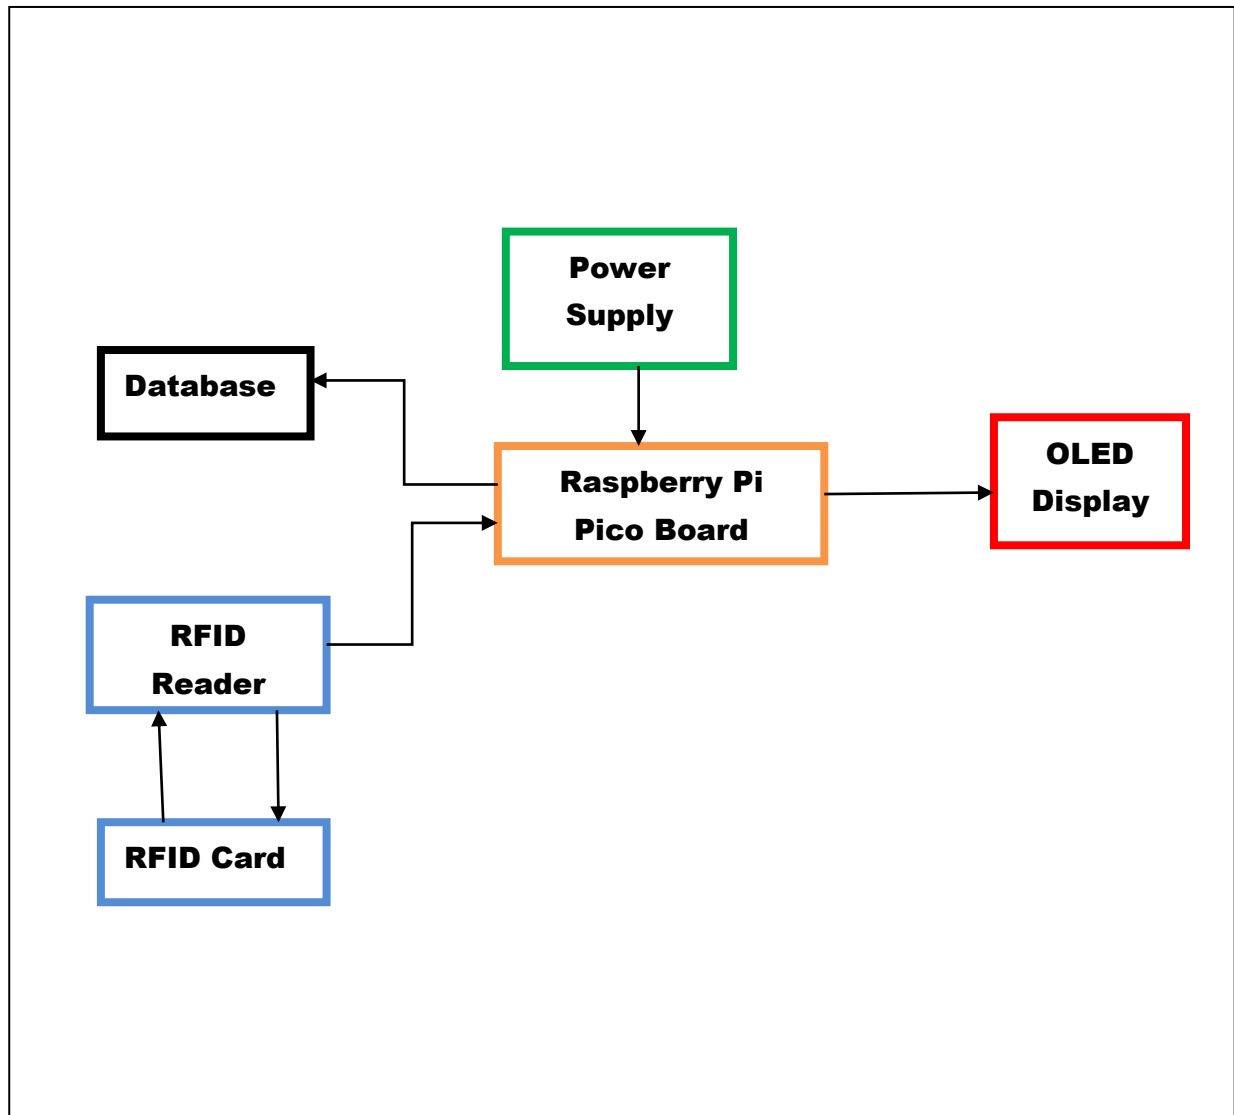 Power
Supply
Database
OLED
Display
Raspberry Pi
Pico Board
RFID
Reader
RFID Card